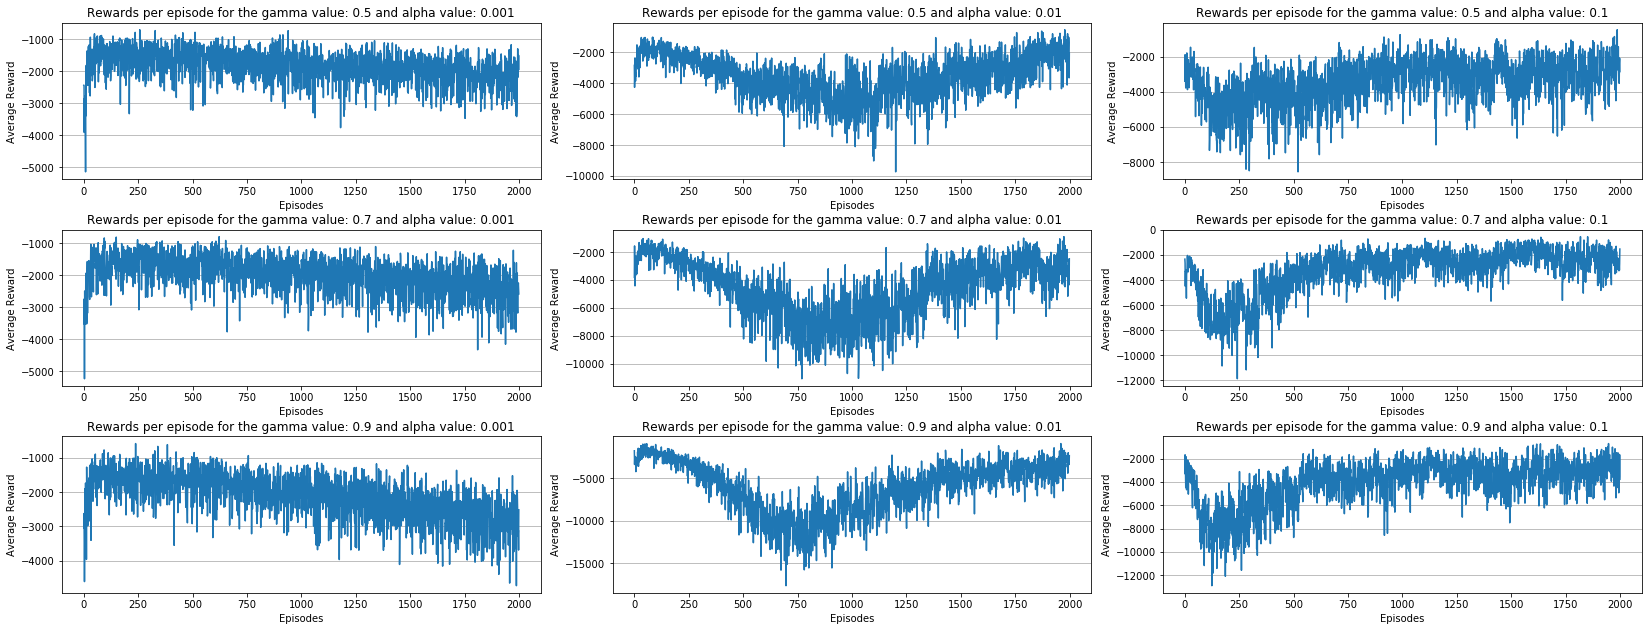 Rewards per episode for the gamma value: 0.5 and alpha value: 0.001
−1000
−2000
−3000
−4000
−5000
Average Reward
0 250 500 750 1000 1250 1500 1750 2000
Episodes
Rewards per episode for the gamma value: 0.5 and alpha value: 0.01
−2000
−4000
−6000
−8000
−10000
Average Reward
0 250 500 750 1000 1250 1500 1750 2000
Episodes
Rewards per episode for the gamma value: 0.5 and alpha value: 0.1
−2000
−4000
−6000
−8000
Average Reward
0 250 500 750 1000 1250 1500 1750 2000
Episodes
Rewards per episode for the gamma value: 0.7 and alpha value: 0.001
−1000
−2000
−3000
−4000
−5000
Average Reward
0 250 500 750 1000 1250 1500 1750 2000
Episodes
Rewards per episode for the gamma value: 0.7 and alpha value: 0.01
−2000
−4000
−6000
−8000
−10000
Average Reward
0 250 500 750 1000 1250 1500 1750 2000
Episodes
Rewards per episode for the gamma value: 0.7 and alpha value: 0.1
0
−2000
−4000
−6000
−8000
−10000
−12000
Average Reward
0 250 500 750 1000 1250 1500 1750 2000
Episodes
Rewards per episode for the gamma value: 0.9 and alpha value: 0.001
−1000
−2000
−3000
−4000
Average Reward
0 250 500 750 1000 1250 1500 1750 2000
Episodes
Rewards per episode for the gamma value: 0.9 and alpha value: 0.01
−5000
−10000
−15000
Average Reward
0 250 500 750 1000 1250 1500 1750 2000
Episodes
Rewards per episode for the gamma value: 0.9 and alpha value: 0.1
−2000
−4000
−6000
−8000
−10000
−12000
Average Reward
0 250 500 750 1000 1250 1500 1750 2000
Episodes